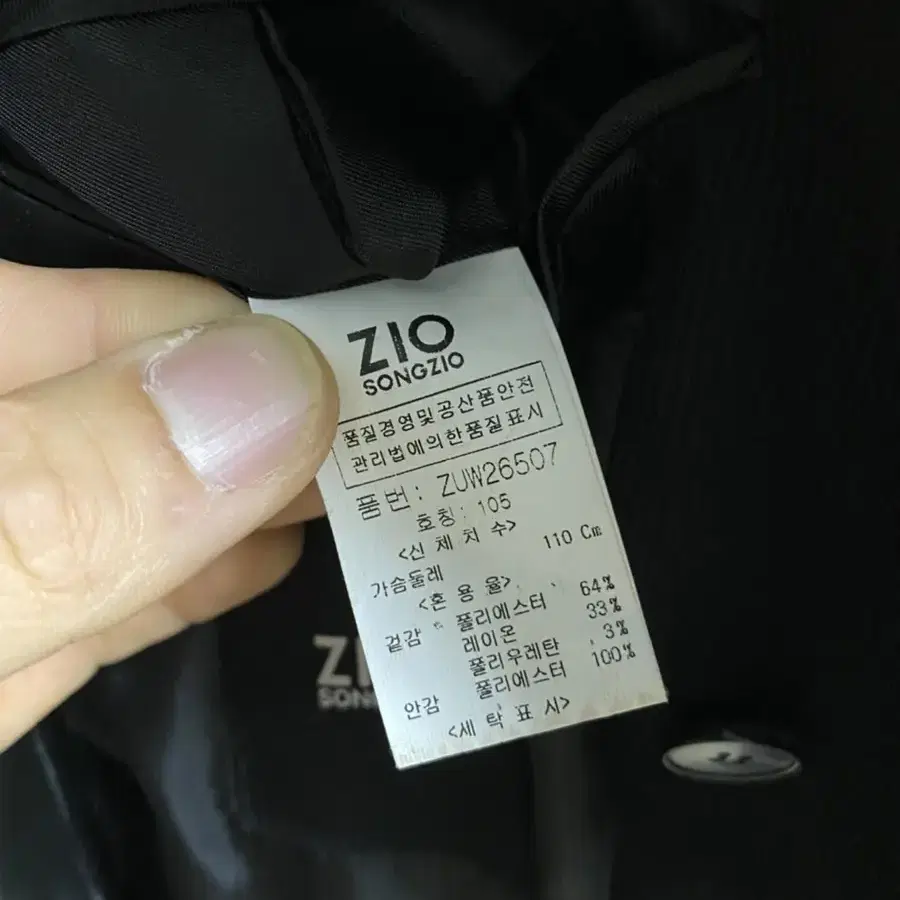 ZIO
SONGZIO
품질경영및공산품안전
관리법에의한품질표시
품번: ZUW26507
호칭: 105
<신 체 치 수>
가슴둘레 110 Cm
<혼 용 율>
겉감 폴리에스터 64%
레이온 33%
폴리우레탄 3%
안감 폴리에스터 100%
<세 탁 표 시>
ZI
SON